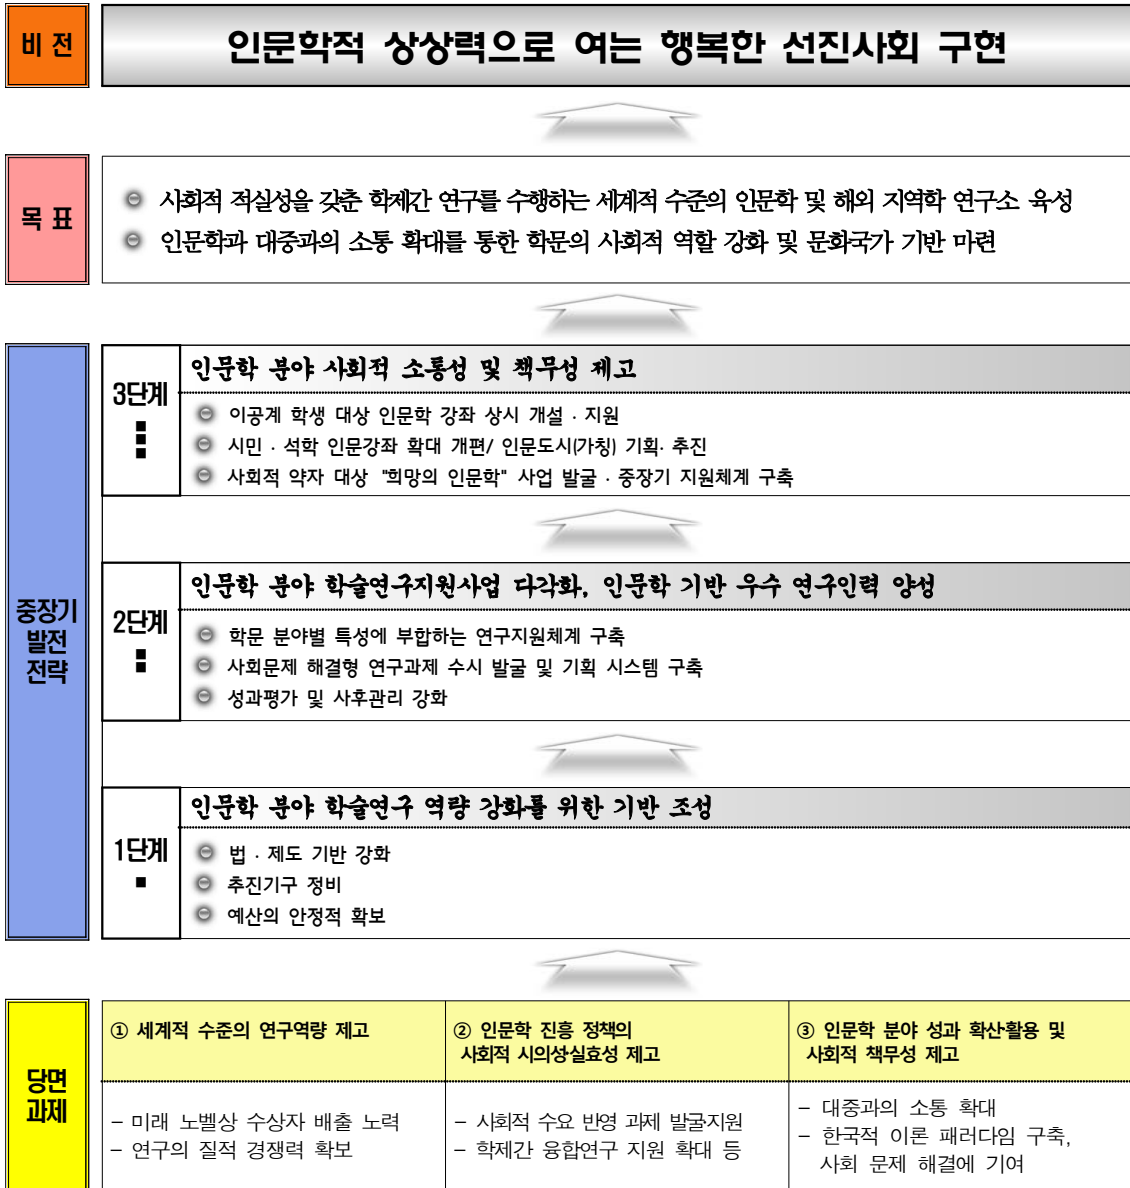 비 전
인문학적 상상력으로 여는 행복한 선진사회 구현
목 표
사회적 적실성을 갖춘 학제간 연구를 수행하는 세계적 수준의 인문학 및 해외 지역학 연구소 육성
인문학과 대중과의 소통 확대를 통한 학문의 사회적 역할 강화 및 문화국가 기반 마련
중장기
발전
전략
3단계
인문학 분야 사회적 소통성 및 책무성 제고
이공계 학생 대상 인문학 강좌 상시 개설 · 지원
시민 · 석학 인문강좌 확대 개편/ 인문도시(가칭) 기획· 추진
사회적 약자 대상 "희망의 인문학" 사업 발굴 · 중장기 지원체계 구축
2단계
인문학 분야 학술연구지원사업 다각화, 인문학 기반 우수 연구인력 양성
학문 분야별 특성에 부합하는 연구지원체계 구축
사회문제 해결형 연구과제 수시 발굴 및 기획 시스템 구축
성과평가 및 사후관리 강화
1단계
인문학 분야 학술연구 역량 강화를 위한 기반 조성
법 · 제도 기반 강화
추진기구 정비
예산의 안정적 확보
당면
과제
① 세계적 수준의 연구역량 제고
– 미래 노벨상 수상자 배출 노력
– 연구의 질적 경쟁력 확보
② 인문학 진흥 정책의
사회적 시의성·실효성 제고
– 사회적 수요 반영 과제 발굴·지원
– 학제간 융합연구 지원 확대 등
③ 인문학 분야 성과 확산·활용 및
사회적 책무성 제고
– 대중과의 소통 확대
– 한국적 이론 패러다임 구축,
사회 문제 해결에 기여